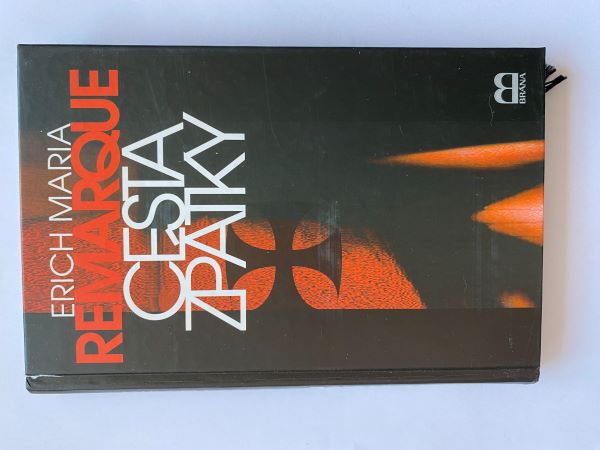 ERICH MARIA
REMARQUE
CESTA
ZPÁTKY
BRÁNA